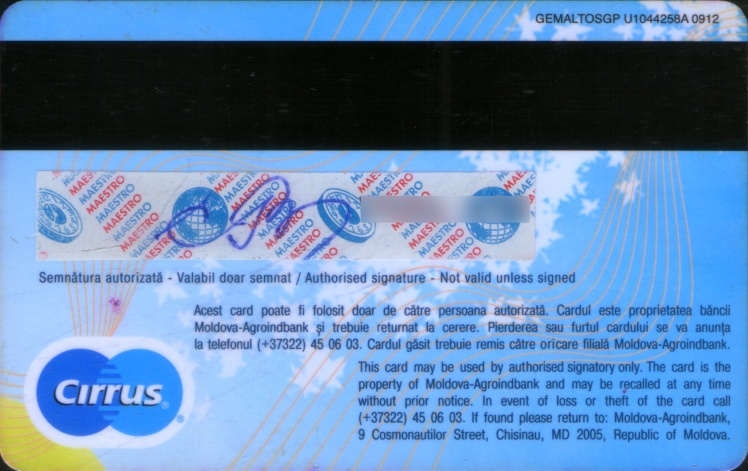 GEMALTOSGP U1044258A 0912
MAESTRO MAESTRO MAESTRO MAESTRO MAESTRO
Semnătura autorizată - Valabil doar semnat / Authorised signature - Not valid unless signed
Acest card poate fi folosit doar de către persoana autorizată. Cardul este proprietatea băncii
Moldova-Agroindbank şi trebuie returnat la cerere. Pierderea sau furtul cardului se va anunţa
la telefonul (+37322) 45 06 03. Cardul găsit trebuie remis către oricare filială Moldova-Agroindbank.
This card may be used by authorised signatory only. The card is the
property of Moldova-Agroindbank and may be recalled at any time
without prior notice. In event of loss or theft of the card call
(+37322) 45 06 03. If found please return to: Moldova-Agroindbank,
9 Cosmonautilor Street, Chisinau, MD 2005, Republic of Moldova.
Cirrus